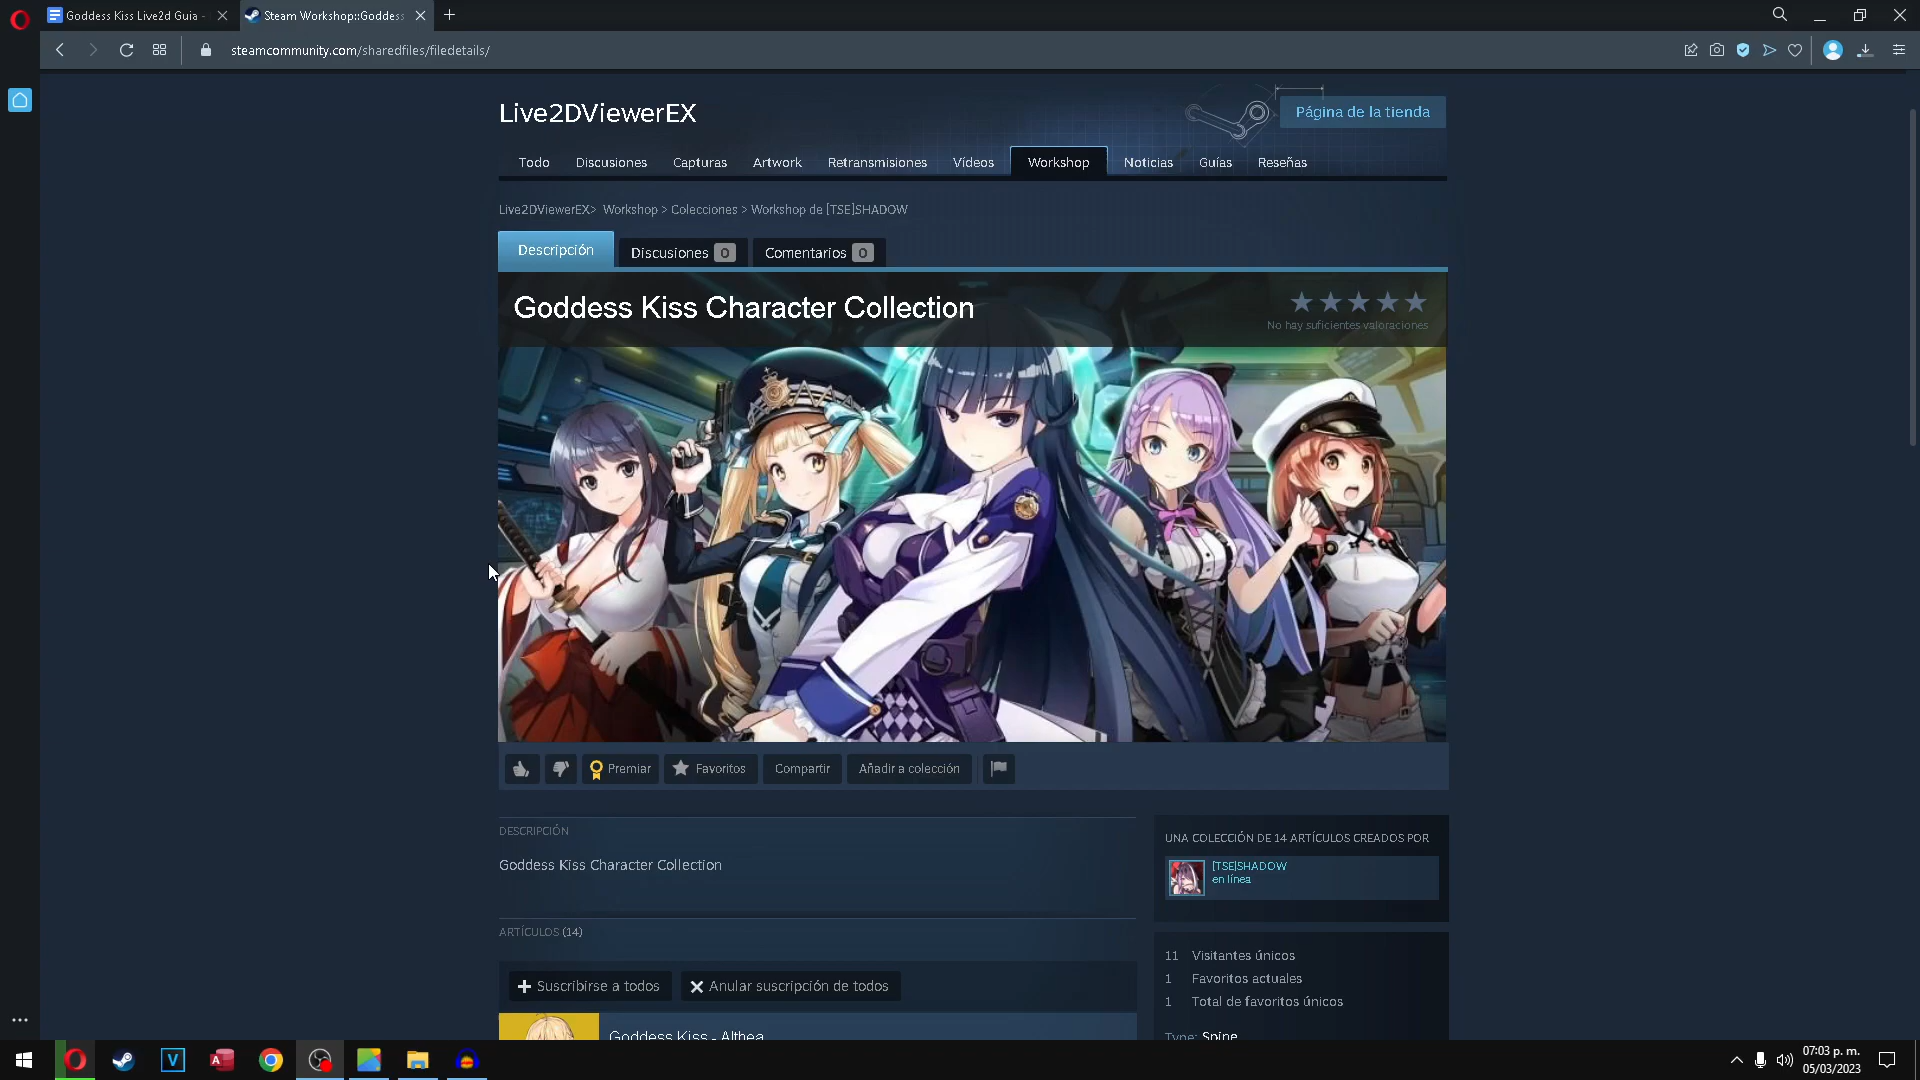 Goddess Kiss Live2d Guia -
Steam Workshop::Goddess
steamcommunity.com/sharedfiles/filedetails/
Live2DViewerEX
Página de la tienda
Todo
Discusiones
Capturas
Artwork
Retransmisiones
Vídeos
Workshop
Noticias
Guías
Reseñas
Live2DViewerEX> Workshop > Colecciones > Workshop de [TSE]SHADOW
Descripción
Discusiones 0
Comentarios 0
Goddess Kiss Character Collection
No hay suficientes valoraciones
Premiar
Favoritos
Compartir
Añadir a colección
DESCRIPCIÓN
Goddess Kiss Character Collection
UNA COLECCIÓN DE 14 ARTÍCULOS CREADOS POR
[TSE]SHADOW
en línea
ARTÍCULOS (14)
11 Visitantes únicos
1 Favoritos actuales
1 Total de favoritos únicos
Type: Spine
Suscribirse a todos
Anular suscripción de todos
Goddess Kiss - Althea
07:03 p. m.
05/03/2023